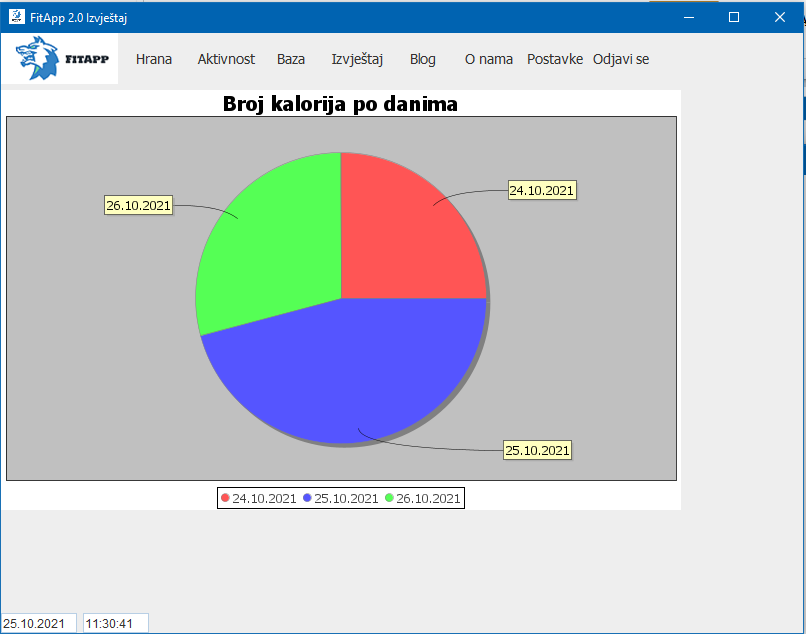 FitApp 2.0 Izvještaj
FITAPP Hrana Aktivnost Baza Izvještaj Blog O nama Postavke Odjavi se
Broj kalorija po danima
24.10.2021
26.10.2021
25.10.2021
24.10.2021 25.10.2021 26.10.2021
25.10.2021 11:30:41